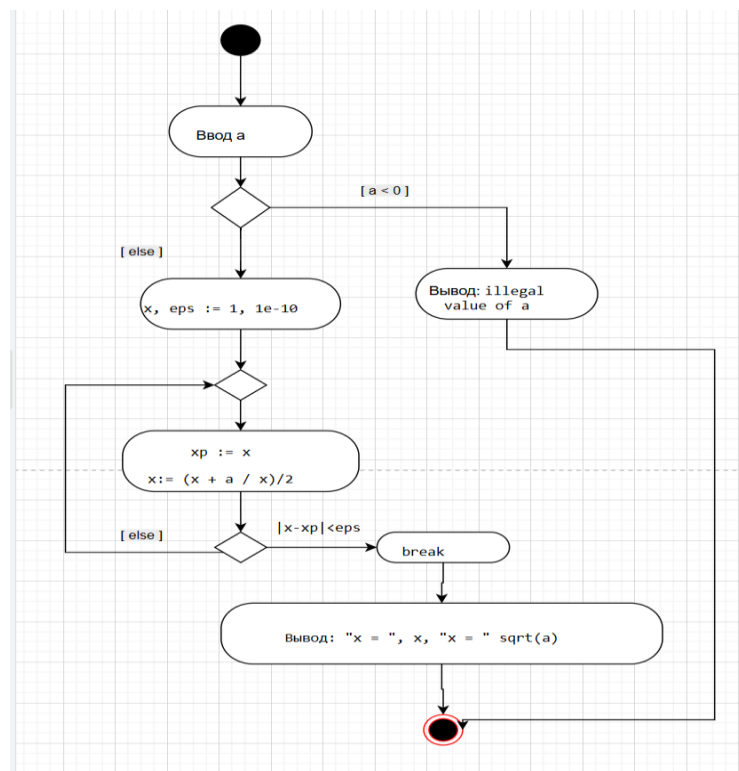 Ввод a
[ a < 0 ]
[ else ]
Вывод: illegal
value of a
x, eps := 1, 1e-10
xp := x
x:= (x + a / x)/2
[ else ]
|x-xp|<eps
break
Вывод: "x = ", x, "x = " sqrt(a)